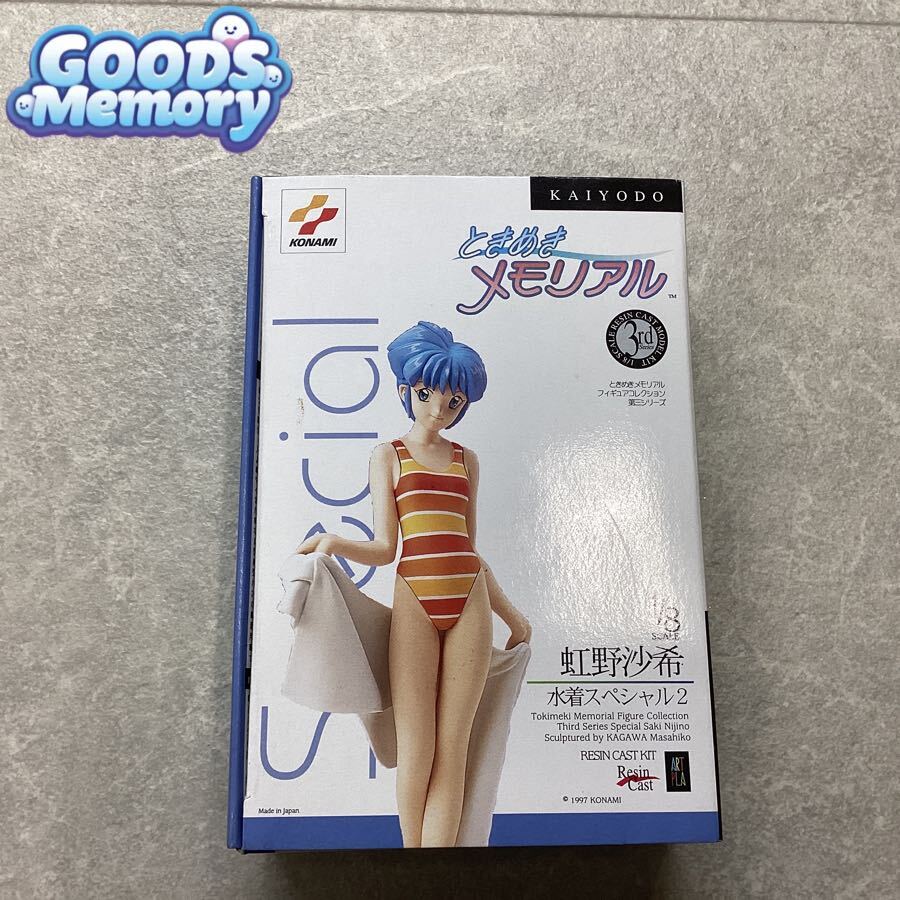 GOODS
Memory
KAIYODO
KONAMI
ときめき
メモリアル
TM
1/8 SCALE RESIN CAST MODEL KIT
3rd
Series
ときめきメモリアル
フィギュアコレクション
第三シリーズ
Special
1/8
SCALE
虹野沙希
水着スペシャル2
Tokimeki Memorial Figure Collection
Third Series Special Saki Nijino
Sculptured by KAGAWA Masahiko
RESIN CAST KIT
Resin
Cast
ART
PLA
© 1997 KONAMI
Made in Japan.